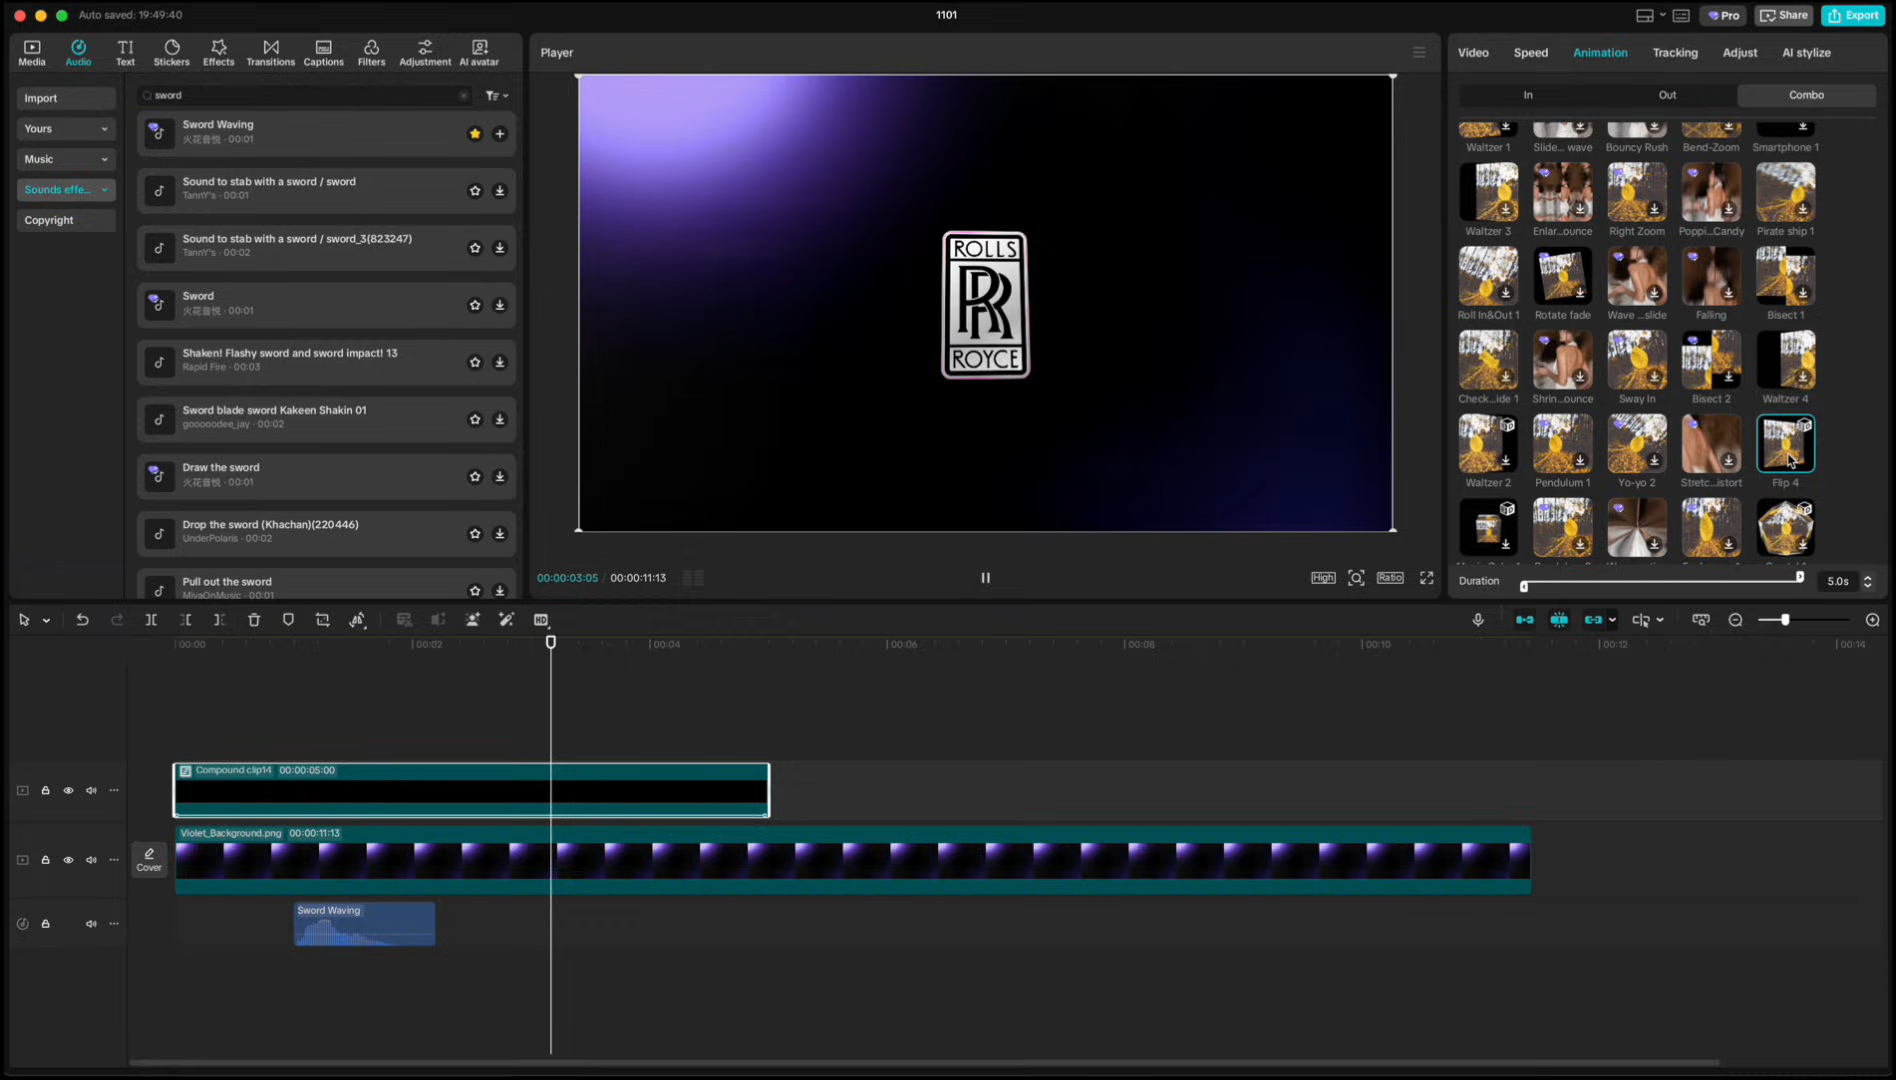 Auto saved: 19:49:40
1101
Pro
Share
Export
Media
Audio
Text
Stickers
Effects
Transitions
Captions
Filters
Adjustment
AI avatar
Import
Yours
Music
Sounds effe...
Copyright
sword
Sword Waving
火花音悦 · 00:01
Sound to stab with a sword / sword
TannY's · 00:01
Sound to stab with a sword / sword_3(823247)
TannY's · 00:02
Sword
火花音悦 · 00:01
Shaken! Flashy sword and sword impact! 13
Rapid Fire · 00:03
Sword blade sword Kakeen Shakin 01
gooooodee_jay · 00:02
Draw the sword
火花音悦 · 00:01
Drop the sword (Khachan)(220446)
UnderPolaris · 00:02
Pull out the sword
MiyaOnMusic · 00:01
Player
ROLLS
RR
ROYCE
00:00:03:05 / 00:00:11:13
High
Ratio
Video
Speed
Animation
Tracking
Adjust
AI stylize
In
Out
Combo
Waltzer 1
Slide... wave
Bouncy Rush
Bend-Zoom
Smartphone 1
Waltzer 3
Enlar...ounce
Right Zoom
Poppi...Candy
Pirate ship 1
Roll In&Out 1
Rotate fade
Wave ...slide
Falling
Bisect 1
Check...ide 1
Shrin...ounce
Sway In
Bisect 2
Waltzer 4
Waltzer 2
Pendulum 1
Yo-yo 2
Stretc...istort
Flip 4
Duration
5.0s
HD
00:00
00:02
00:04
00:06
00:08
00:10
00:12
00:14
Compound clip14 00:00:05:00
Violet_Background.png 00:00:11:13
Cover
Sword Waving